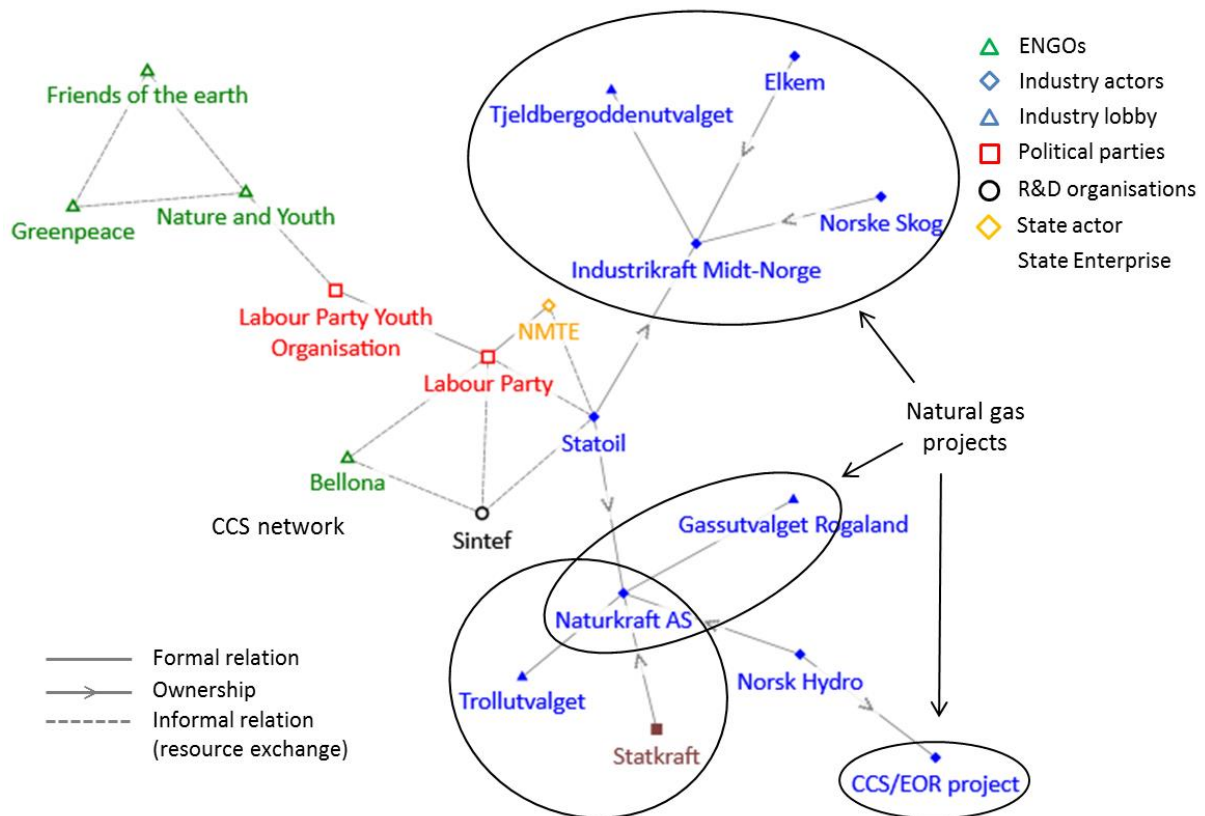 Friends of the earth
Greenpeace
Nature and Youth
Labour Party Youth
Organisation
NMTE
Labour Party
Bellona
CCS network
Sintef
Statoil
Tjeldbergoddenutvalget
Elkem
Norske Skog
Industrikraft Midt-Norge
ENGOs
Industry actors
Industry lobby
Political parties
R&D organisations
State actor
State Enterprise
Natural gas
projects
Gassutvalget Rogaland
Naturkraft AS
Trollutvalget
Statkraft
Norsk Hydro
CCS/EOR project
Formal relation
Ownership
Informal relation
(resource exchange)